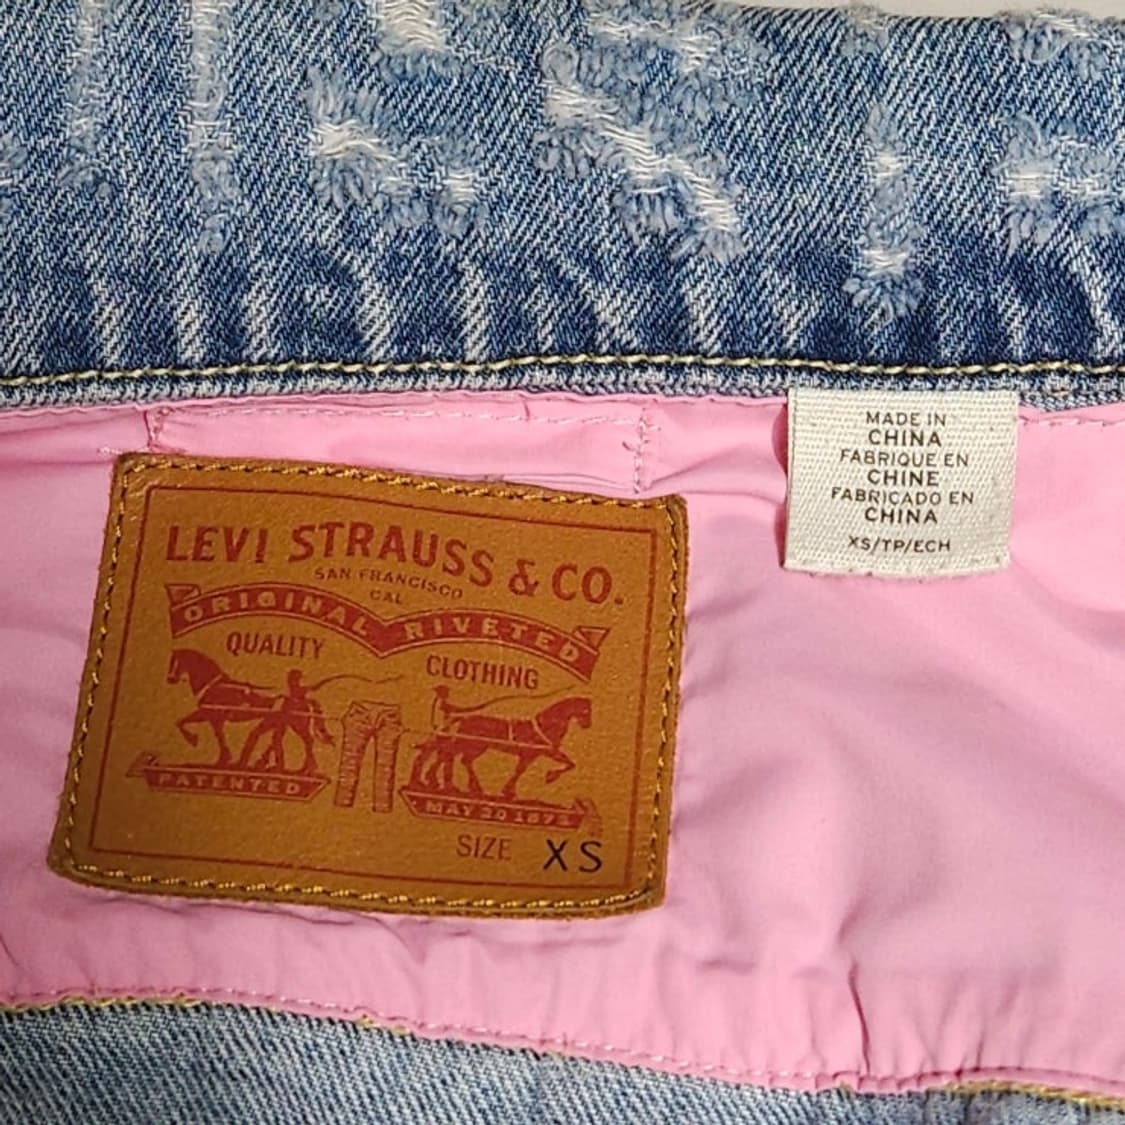 LEVI STRAUSS & CO.
SAN FRANCISCO
CAL
ORIGINAL RIVETED
QUALITY CLOTHING
PATENTED MAY 20 1873
SIZE XS
MADE IN
CHINA
FABRIQUE EN
CHINE
FABRICADO EN
CHINA
XS/TP/ECH